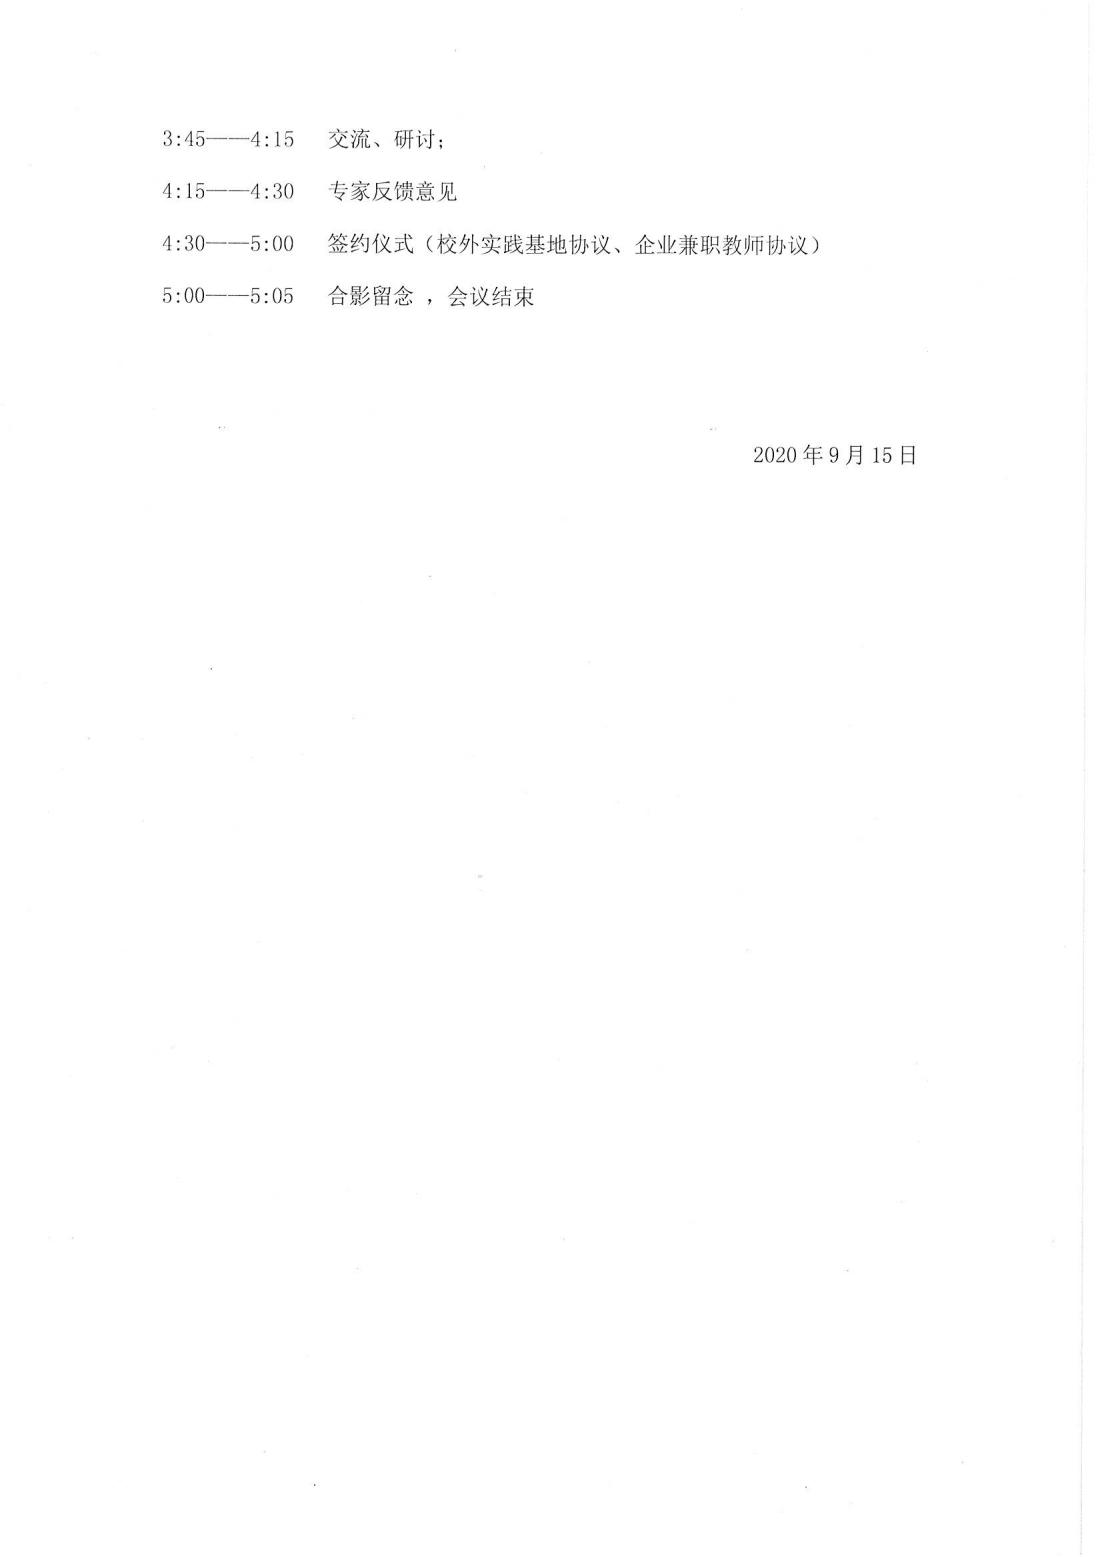 3:45——4:15 交流、研讨;
4:15——4:30 专家反馈意见
4:30——5:00 签约仪式（校外实践基地协议、企业兼职教师协议）
5:00——5:05 合影留念 ，会议结束
2020年9月15日